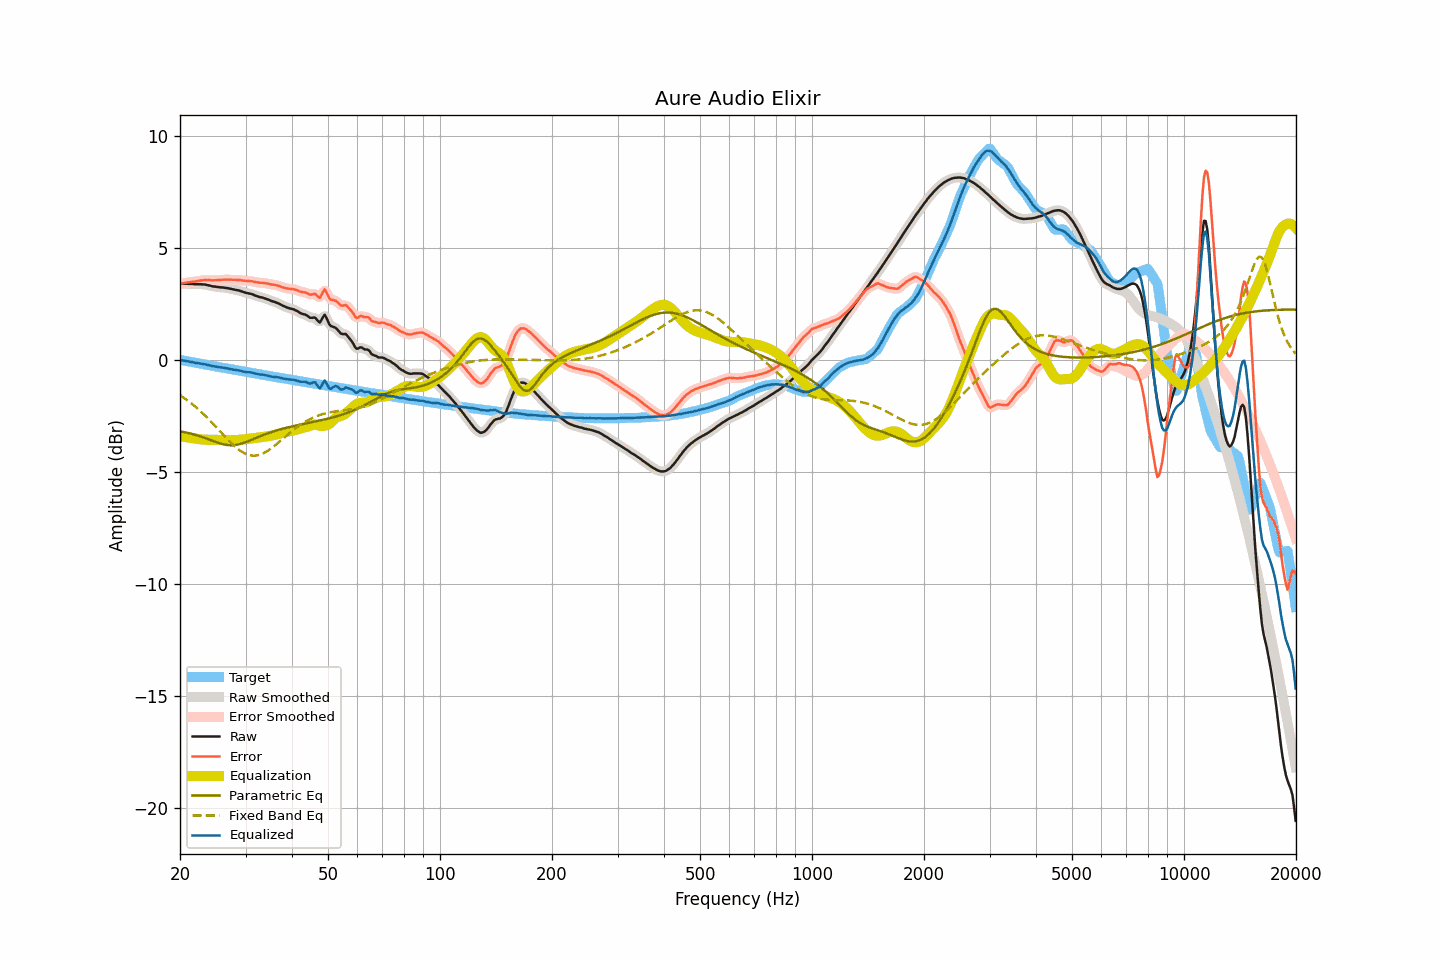 Aure Audio Elixir
10
5
0
−5
−10
−15
−20
Amplitude (dBr)
Target
Raw Smoothed
Error Smoothed
Raw
Error
Equalization
Parametric Eq
Fixed Band Eq
Equalized
20 50 100 200 500 1000 2000 5000 10000 20000
Frequency (Hz)